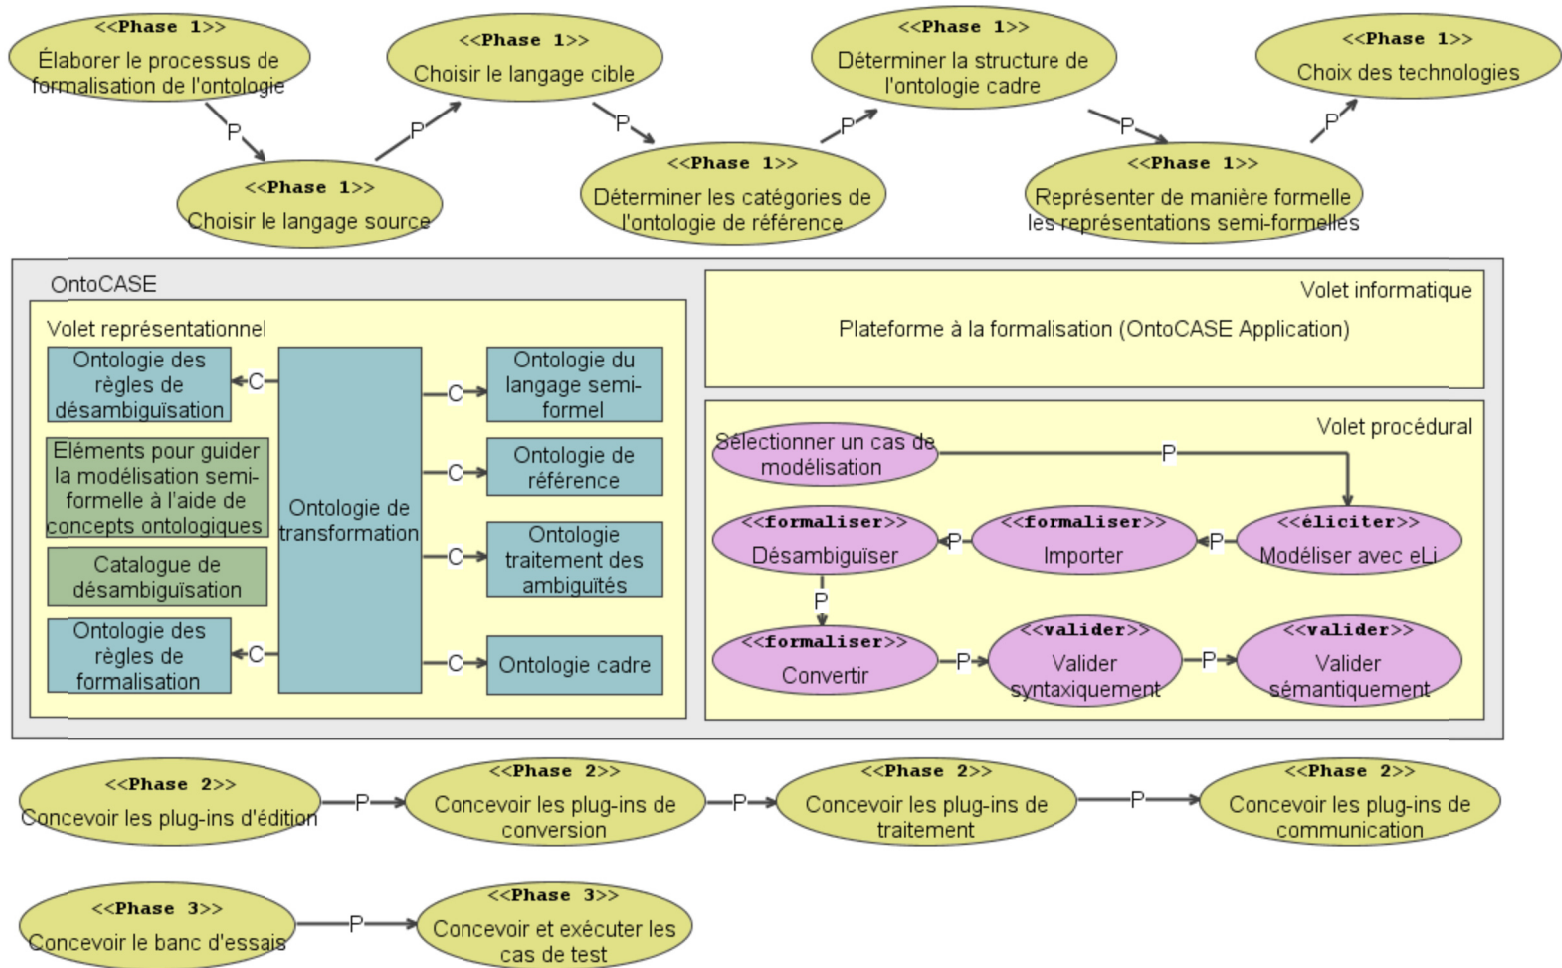 <<Phase 1>>
Élaborer le processus de
formalisation de l'ontologie
P
<<Phase 1>>
Choisir le langage source
P
<<Phase 1>>
Choisir le langage cible
P
<<Phase 1>>
Déterminer les catégories de
l'ontologie de référence
P
<<Phase 1>>
Déterminer la structure de
l'ontologie cadre
P
<<Phase 1>>
Représenter de manière formelle
les représentations semi-formelles
P
<<Phase 1>>
Choix des technologies
OntoCASE
Volet représentationnel
Ontologie des
règles de
désambiguïsation
C
Eléments pour guider
la modélisation semi-
formelle à l'aide de
concepts ontologiques
Catalogue de
désambiguïsation
Ontologie des
règles de
formalisation
C
Ontologie de
transformation
C
Ontologie du
langage semi-
formel
C
Ontologie de
référence
C
Ontologie
traitement des
ambiguïtés
C
Ontologie cadre
Volet informatique
Plateforme à la formalisation (OntoCASE Application)
Volet procédural
Sélectionner un cas de
modélisation
P
<<éliciter>>
Modéliser avec eLi
P
<<formaliser>>
Importer
P
<<formaliser>>
Désambiguïser
P
<<formaliser>>
Convertir
P
<<valider>>
Valider
syntaxiquement
P
<<valider>>
Valider
sémantiquement
<<Phase 2>>
Concevoir les plug-ins d'édition
P
<<Phase 2>>
Concevoir les plug-ins de
conversion
P
<<Phase 2>>
Concevoir les plug-ins de
traitement
P
<<Phase 2>>
Concevoir les plug-ins de
communication
<<Phase 3>>
Concevoir le banc d'essais
P
<<Phase 3>>
Concevoir et exécuter les
cas de test